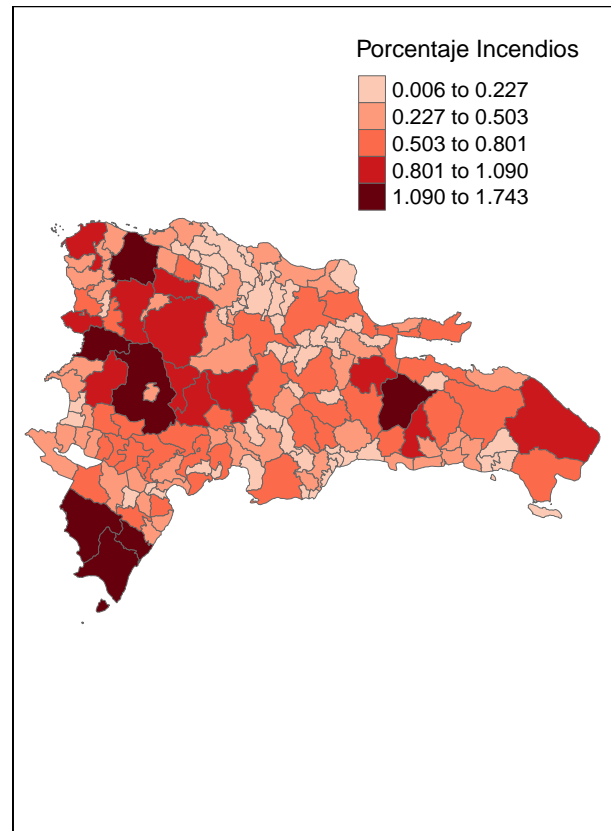 Porcentaje Incendios
0.006 to 0.227
0.227 to 0.503
0.503 to 0.801
0.801 to 1.090
1.090 to 1.743